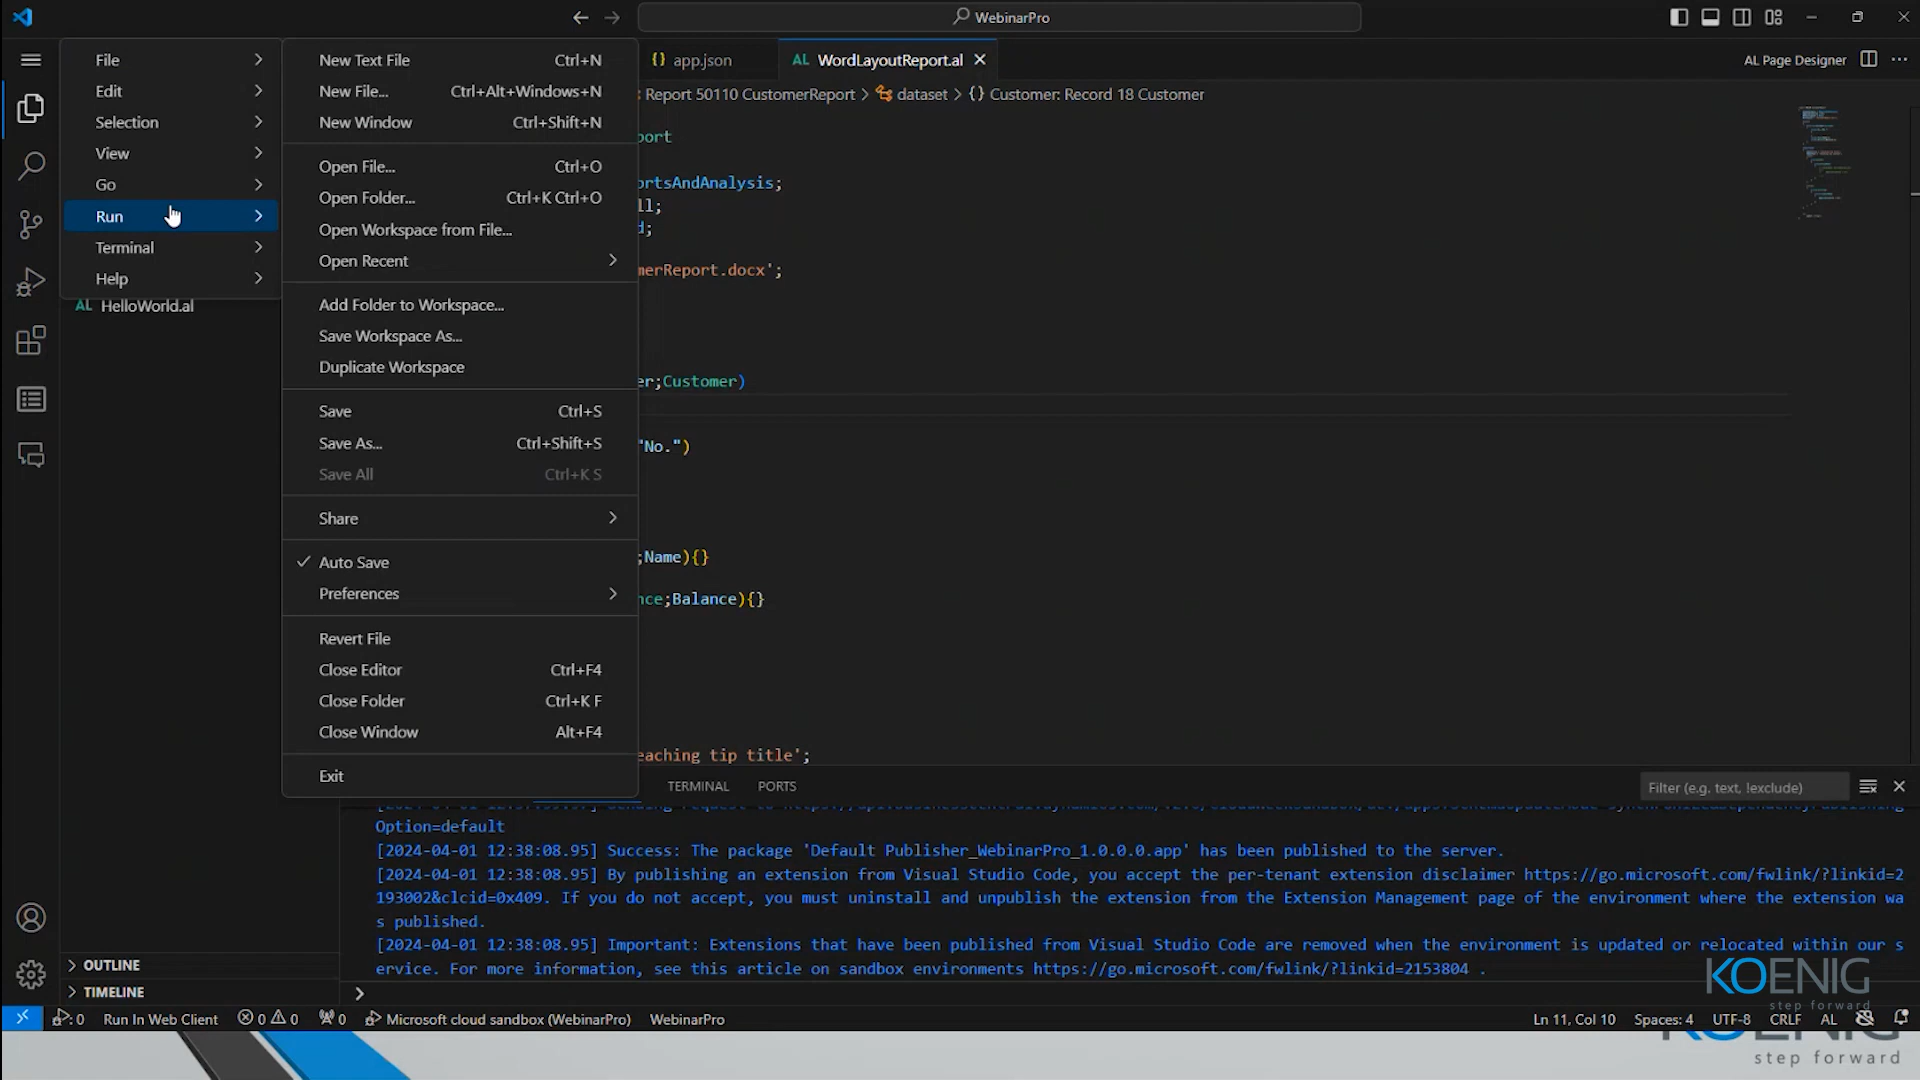 WebinarPro
File
Edit
Selection
View
Go
Run
Terminal
Help
HelloWorld.al
New Text File Ctrl+N
New File... Ctrl+Alt+Windows+N
New Window Ctrl+Shift+N
Open File... Ctrl+O
Open Folder... Ctrl+K Ctrl+O
Open Workspace from File...
Open Recent
Add Folder to Workspace...
Save Workspace As...
Duplicate Workspace
Save Ctrl+S
Save As... Ctrl+Shift+S
Save All Ctrl+K S
Share
Auto Save
Preferences
Revert File
Close Editor Ctrl+F4
Close Folder Ctrl+K F
Close Window Alt+F4
Exit
{} app.json AL WordLayoutReport.al AL Page Designer
Report 50110 CustomerReport > dataset > {} Customer: Record 18 Customer
port
ortsAndAnalysis;
ll;
d;
merReport.docx';
er;Customer)
"No.")
;Name){}
nce;Balance){}
eaching tip title';
TERMINAL PORTS Filter (e.g. text, !exclude)
Option=default
[2024-04-01 12:38:08.95] Success: The package 'Default Publisher_WebinarPro_1.0.0.0.app' has been published to the server.
[2024-04-01 12:38:08.95] By publishing an extension from Visual Studio Code, you accept the per-tenant extension disclaimer https://go.microsoft.com/fwlink/?linkid=2
193002&clcid=0x409. If you do not accept, you must uninstall and unpublish the extension from the Extension Management page of the environment where the extension wa
s published.
[2024-04-01 12:38:08.95] Important: Extensions that have been published from Visual Studio Code are removed when the environment is updated or relocated within our s
ervice. For more information, see this article on sandbox environments https://go.microsoft.com/fwlink/?linkid=2153804 .
OUTLINE
TIMELINE
KOENIG
step forward
0 Run In Web Client 0 0 0 Microsoft cloud sandbox (WebinarPro) WebinarPro Ln 11, Col 10 Spaces: 4 UTF-8 CRLF AL
step forward